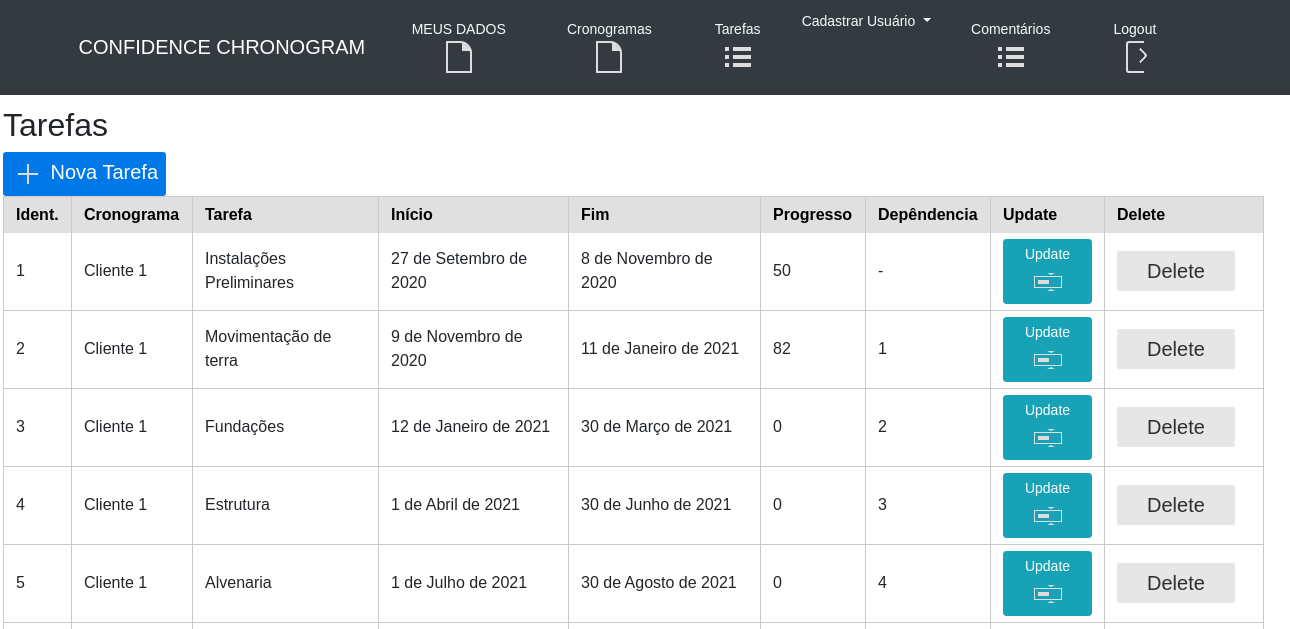 CONFIDENCE CHRONOGRAM
MEUS DADOS
Cronogramas
Tarefas
Cadastrar Usuário
Comentários
Logout
Tarefas
Nova Tarefa
Ident. Cronograma Tarefa Início Fim Progresso Depêndencia Update Delete
1 Cliente 1 Instalações Preliminares 27 de Setembro de 2020 8 de Novembro de 2020 50 - Update Delete
2 Cliente 1 Movimentação de terra 9 de Novembro de 2020 11 de Janeiro de 2021 82 1 Update Delete
3 Cliente 1 Fundações 12 de Janeiro de 2021 30 de Março de 2021 0 2 Update Delete
4 Cliente 1 Estrutura 1 de Abril de 2021 30 de Junho de 2021 0 3 Update Delete
5 Cliente 1 Alvenaria 1 de Julho de 2021 30 de Agosto de 2021 0 4 Update Delete